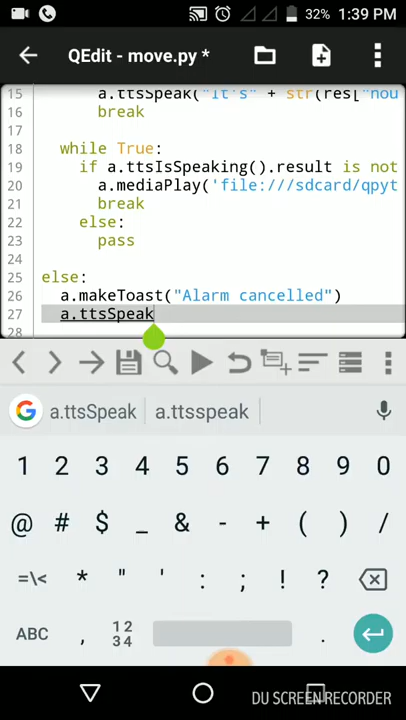 32% 1:39 PM
QEdit - move.py *
15 a.ttsSpeak("It's" + str(res["hou
16 break
17
18 while True:
19 if a.ttsIsSpeaking().result is not
20 a.mediaPlay('file:///sdcard/qpyt
21 break
22 else:
23 pass
24
25 else:
26 a.makeToast("Alarm cancelled")
27 a.ttsSpeak
28
a.ttsSpeak a.ttsspeak
1 2 3 4 5 6 7 8 9 0
@ # $ _ & - + ( ) /
=\< * " ' : ; ! ?
ABC , 12 34 .
DU SCREEN RECORDER